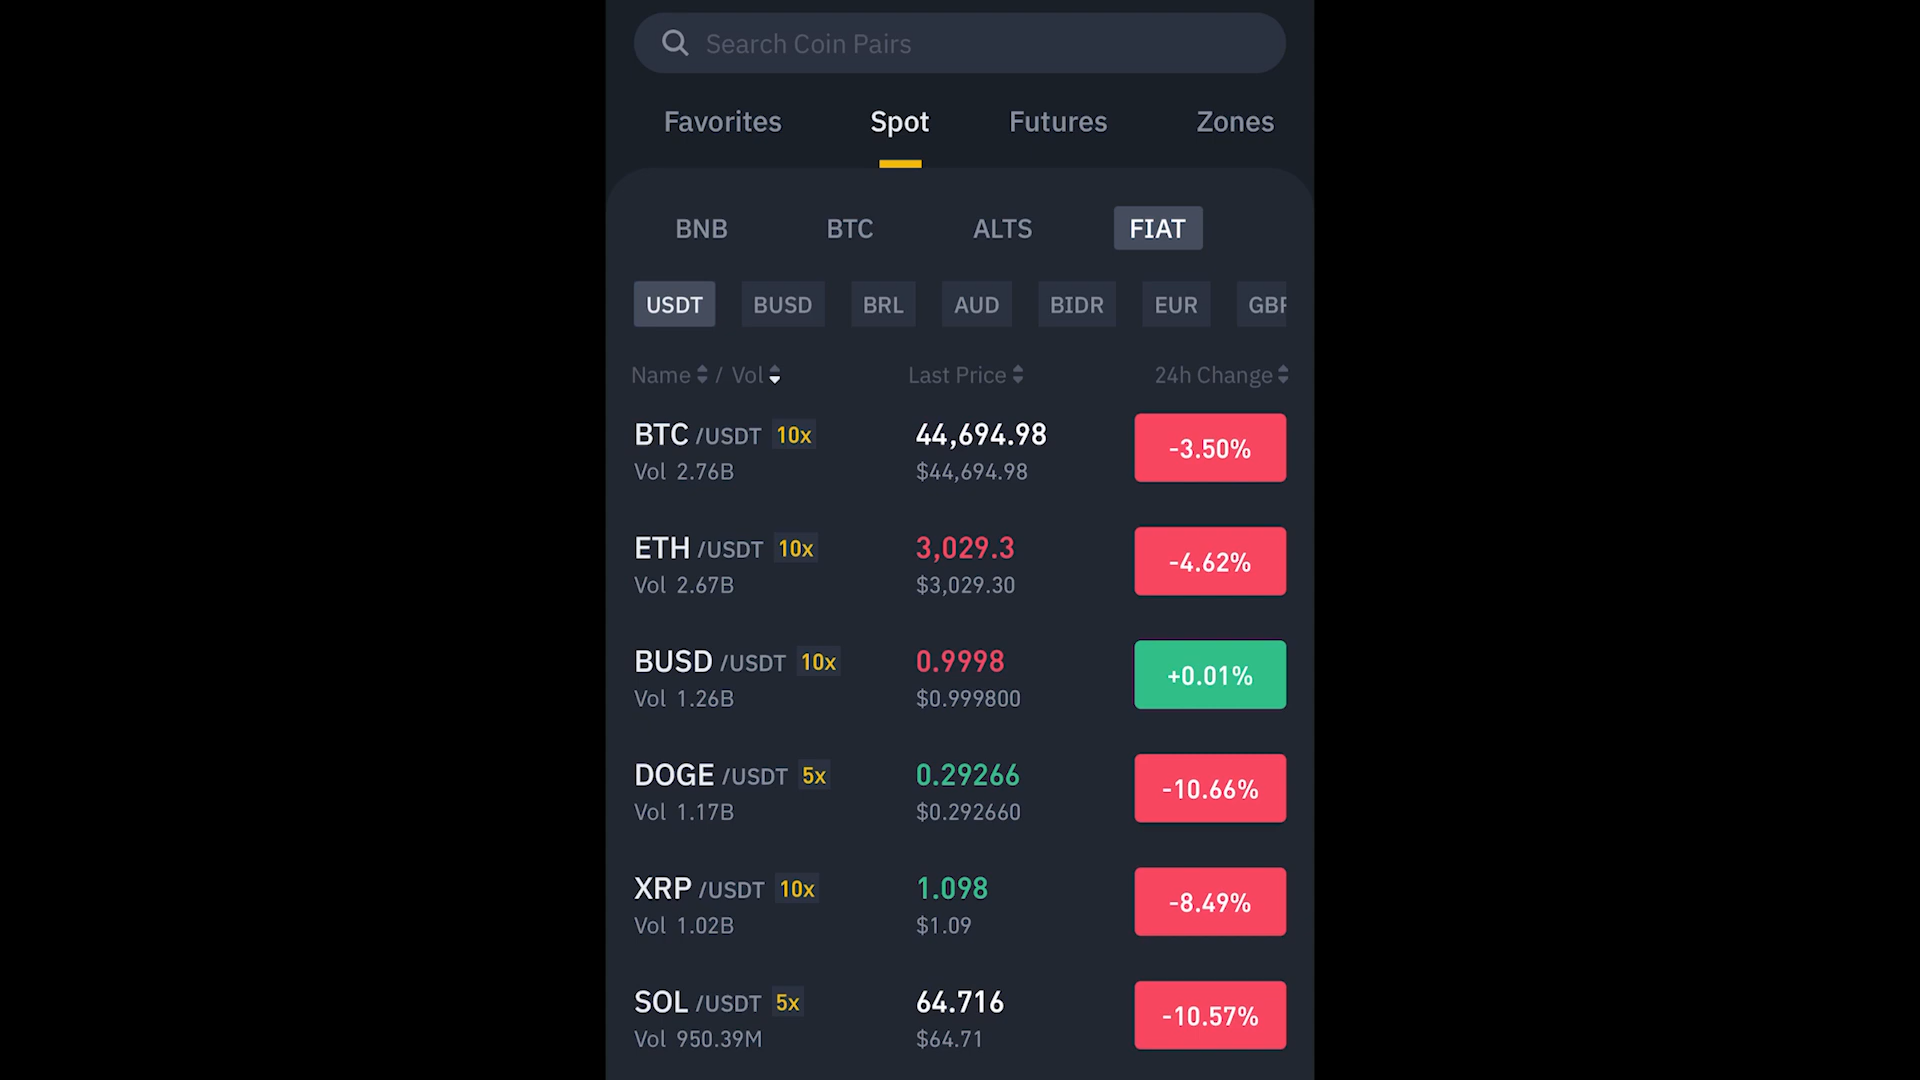 Search Coin Pairs
Favorites Spot Futures Zones
BNB BTC ALTS FIAT
USDT BUSD BRL AUD BIDR EUR GBP
Name / Vol Last Price 24h Change
BTC /USDT 10x 44,694.98 -3.50%
Vol 2.76B $44,694.98
ETH /USDT 10x 3,029.3 -4.62%
Vol 2.67B $3,029.30
BUSD /USDT 10x 0.9998 +0.01%
Vol 1.26B $0.999800
DOGE /USDT 5x 0.29266 -10.66%
Vol 1.17B $0.292660
XRP /USDT 10x 1.098 -8.49%
Vol 1.02B $1.09
SOL /USDT 5x 64.716 -10.57%
Vol 950.39M $64.71